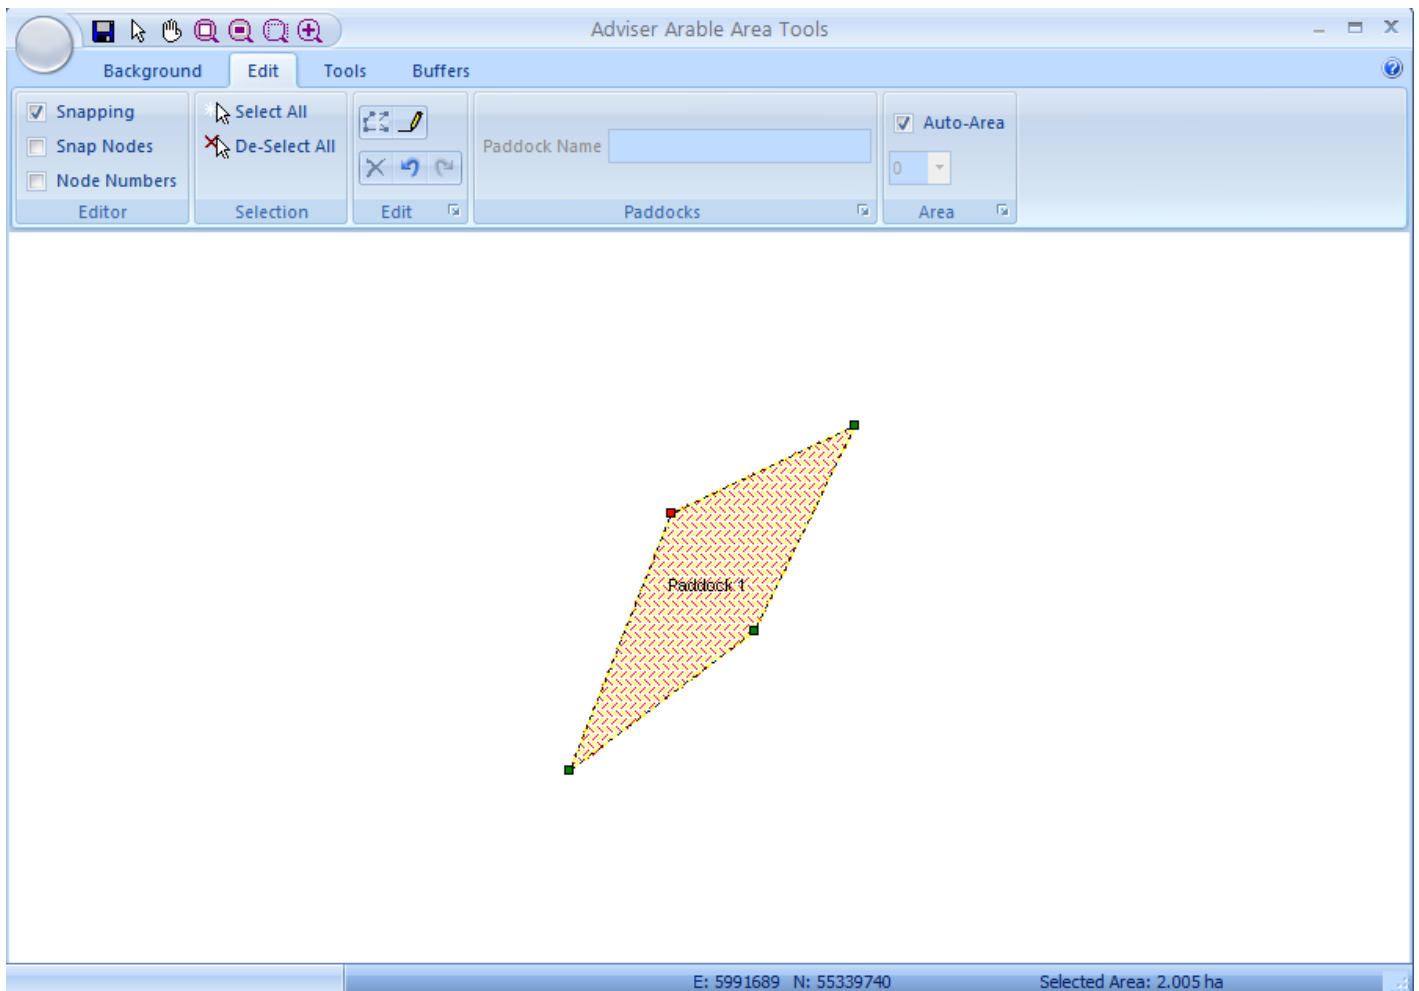 Adviser Arable Area Tools
Background Edit Tools Buffers
Snapping
Snap Nodes
Node Numbers
Editor
Select All
De-Select All
Selection
Edit
Paddock Name
Paddocks
Auto-Area
0
Area
Paddock 1
E: 5991689 N: 55339740 Selected Area: 2.005 ha